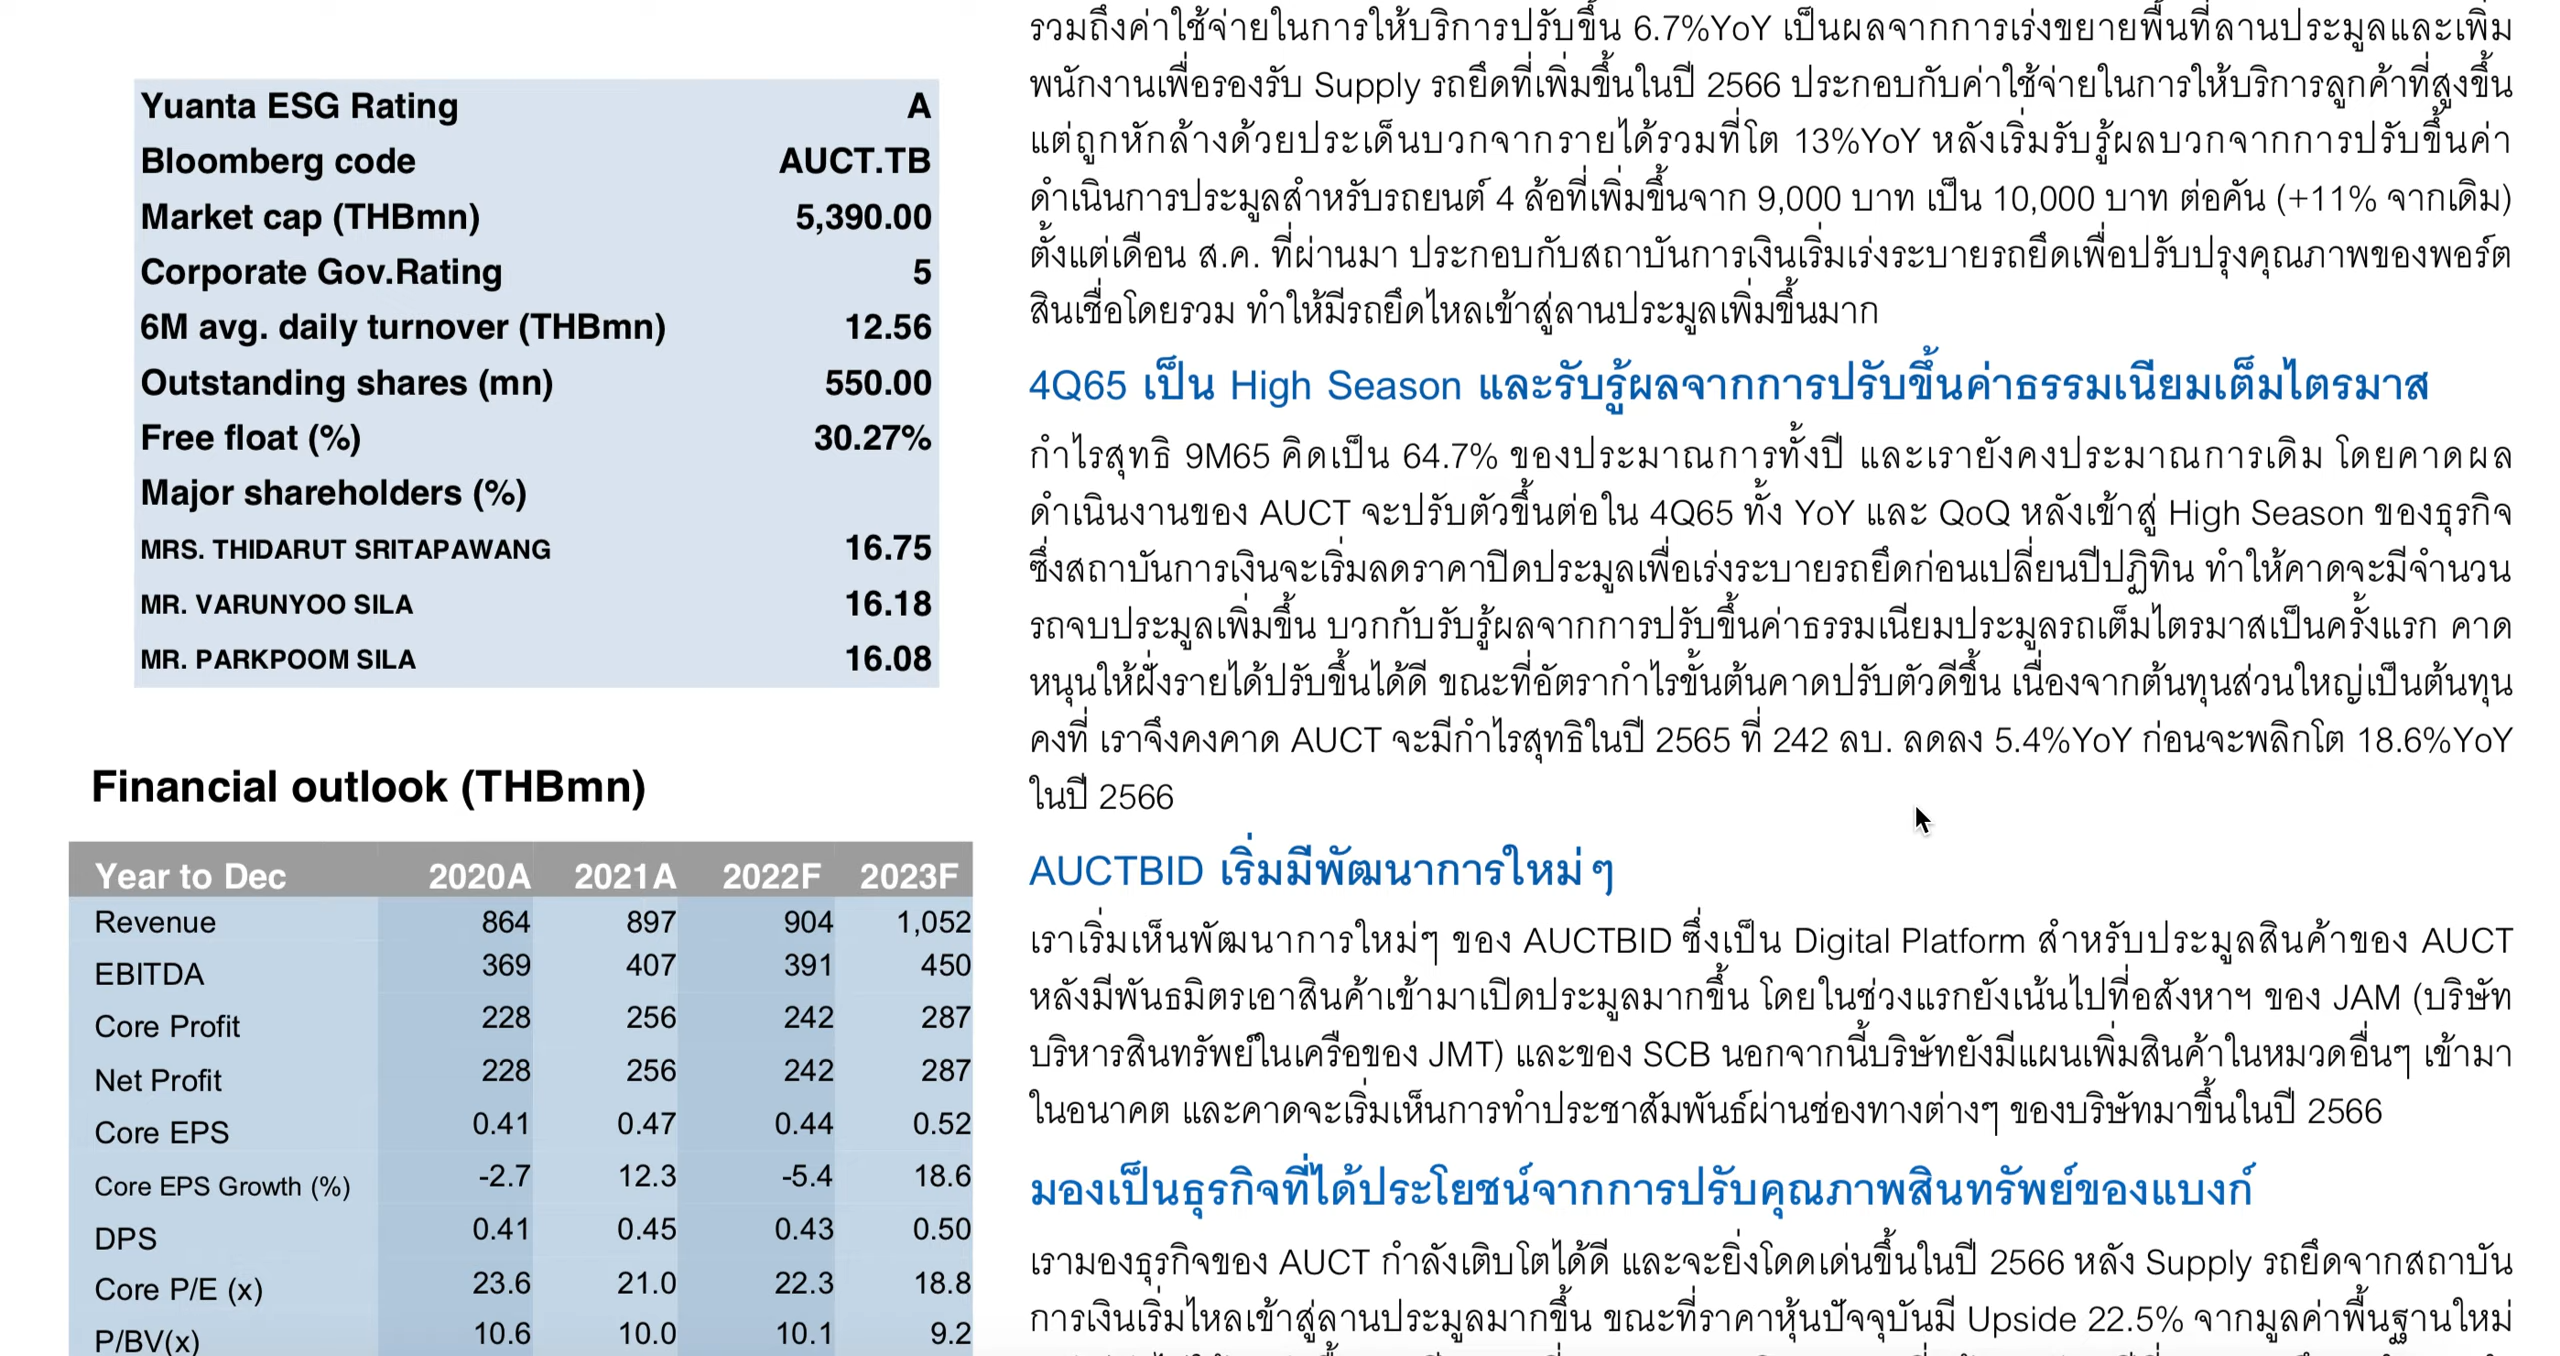 Yuanta ESG Rating A
Bloomberg code AUCT.TB
Market cap (THBmn) 5,390.00
Corporate Gov.Rating 5
6M avg. daily turnover (THBmn) 12.56
Outstanding shares (mn) 550.00
Free float (%) 30.27%
Major shareholders (%)
MRS. THIDARUT SRITAPAWANG 16.75
MR. VARUNYOO SILA 16.18
MR. PARKPOOM SILA 16.08
Financial outlook (THBmn)
Year to Dec 2020A 2021A 2022F 2023F
Revenue 864 897 904 1,052
EBITDA 369 407 391 450
Core Profit 228 256 242 287
Net Profit 228 256 242 287
Core EPS 0.41 0.47 0.44 0.52
Core EPS Growth (%) -2.7 12.3 -5.4 18.6
DPS 0.41 0.45 0.43 0.50
Core P/E (x) 23.6 21.0 22.3 18.8
P/BV(x) 10.6 10.0 10.1 9.2
รวมถึงค่าใช้จ่ายในการให้บริการปรับขึ้น 6.7%YoY เป็นผลจากการเร่งขยายพื้นที่ลานประมูลและเพิ่ม
พนักงานเพื่อรองรับ Supply รถยึดที่เพิ่มขึ้นในปี 2566 ประกอบกับค่าใช้จ่ายในการให้บริการลูกค้าที่สูงขึ้น
แต่ถูกหักล้างด้วยประเด็นบวกจากรายได้รวมที่โต 13%YoY หลังเริ่มรับรู้ผลบวกจากการปรับขึ้นค่า
ดำเนินการประมูลสำหรับรถยนต์ 4 ล้อที่เพิ่มขึ้นจาก 9,000 บาท เป็น 10,000 บาท ต่อคัน (+11% จากเดิม)
ตั้งแต่เดือน ส.ค. ที่ผ่านมา ประกอบกับสถาบันการเงินเริ่มเร่งระบายรถยึดเพื่อปรับปรุงคุณภาพของพอร์ต
สินเชื่อโดยรวม ทำให้มีรถยึดไหลเข้าสู่ลานประมูลเพิ่มขึ้นมาก
4Q65 เป็น High Season และรับรู้ผลจากการปรับขึ้นค่าธรรมเนียมเต็มไตรมาส
กำไรสุทธิ 9M65 คิดเป็น 64.7% ของประมาณการทั้งปี และเรายังคงประมาณการเดิม โดยคาดผล
ดำเนินงานของ AUCT จะปรับตัวขึ้นต่อใน 4Q65 ทั้ง YoY และ QoQ หลังเข้าสู่ High Season ของธุรกิจ
ซึ่งสถาบันการเงินจะเริ่มลดราคาปิดประมูลเพื่อเร่งระบายรถยึดก่อนเปลี่ยนปีปฏิทิน ทำให้คาดจะมีจำนวน
รถจบประมูลเพิ่มขึ้น บวกกับรับรู้ผลจากการปรับขึ้นค่าธรรมเนียมประมูลรถเต็มไตรมาสเป็นครั้งแรก คาด
หนุนให้ฝั่งรายได้ปรับขึ้นได้ดี ขณะที่อัตรากำไรขั้นต้นคาดปรับตัวดีขึ้น เนื่องจากต้นทุนส่วนใหญ่เป็นต้นทุน
คงที่ เราจึงคงคาด AUCT จะมีกำไรสุทธิในปี 2565 ที่ 242 ลบ. ลดลง 5.4%YoY ก่อนจะพลิกโต 18.6%YoY
ในปี 2566
AUCTBID เริ่มมีพัฒนาการใหม่ๆ
เราเริ่มเห็นพัฒนาการใหม่ๆ ของ AUCTBID ซึ่งเป็น Digital Platform สำหรับประมูลสินค้าของ AUCT
หลังมีพันธมิตรเอาสินค้าเข้ามาเปิดประมูลมากขึ้น โดยในช่วงแรกยังเน้นไปที่อสังหาฯ ของ JAM (บริษัท
บริหารสินทรัพย์ในเครือของ JMT) และของ SCB นอกจากนี้บริษัทยังมีแผนเพิ่มสินค้าในหมวดอื่นๆ เข้ามา
ในอนาคต และคาดจะเริ่มเห็นการทำประชาสัมพันธ์ผ่านช่องทางต่างๆ ของบริษัทมาขึ้นในปี 2566
มองเป็นธุรกิจที่ได้ประโยชน์จากการปรับคุณภาพสินทรัพย์ของแบงก์
เรามองธุรกิจของ AUCT กำลังเติบโตได้ดี และจะยิ่งโดดเด่นขึ้นในปี 2566 หลัง Supply รถยึดจากสถาบัน
การเงินเริ่มไหลเข้าสู่ลานประมูลมากขึ้น ขณะที่ราคาหุ้นปัจจุบันมี Upside 22.5% จากมูลค่าพื้นฐานใหม่